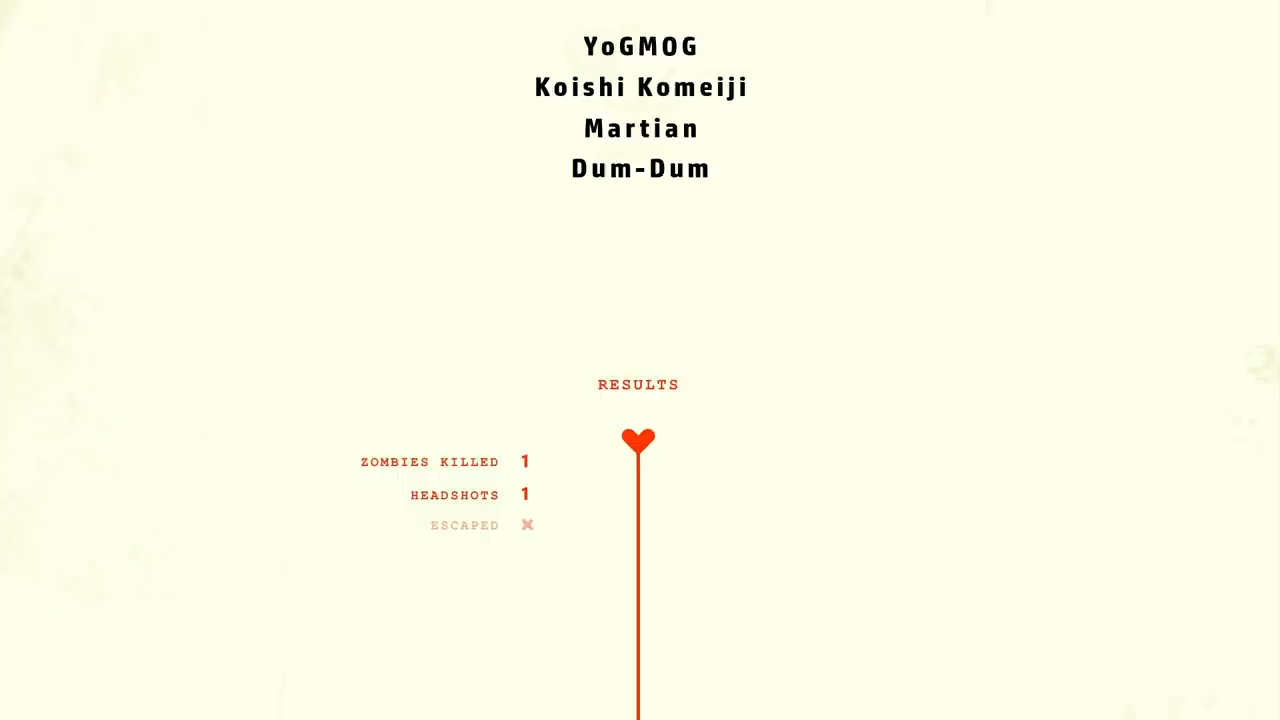 YoGMOG
Koishi Komeiji
Martian
Dum-Dum
RESULTS
ZOMBIES KILLED 1
HEADSHOTS 1
ESCAPED ✖